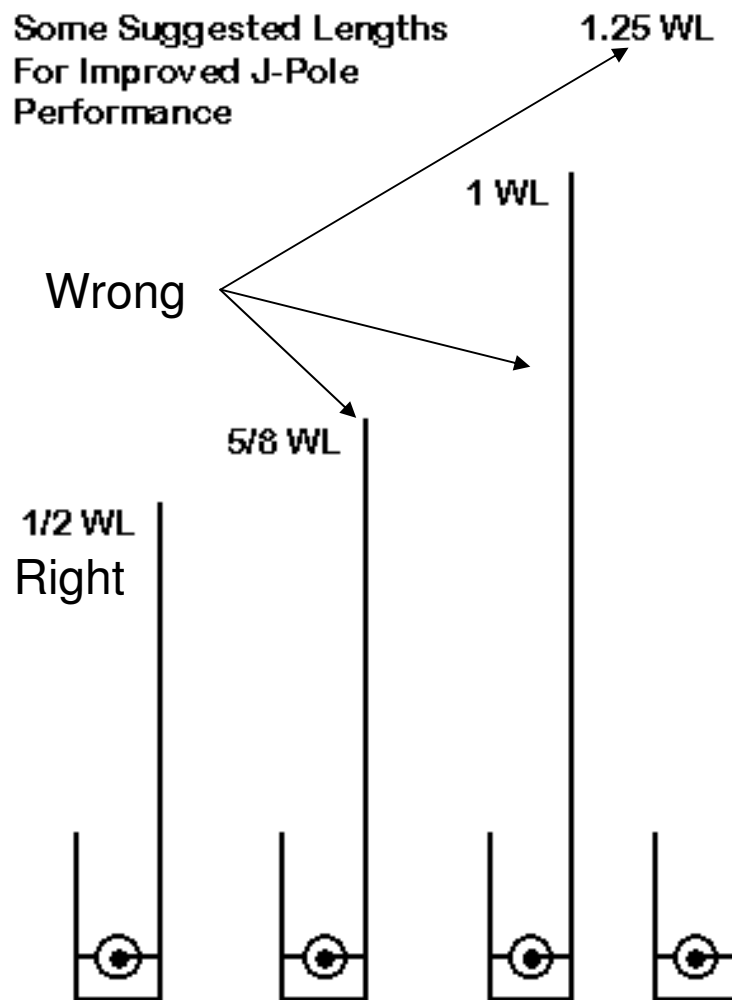 Some Suggested Lengths
For Improved J-Pole
Performance
1.25 WL
1 WL
Wrong
5/8 WL
1/2 WL
Right